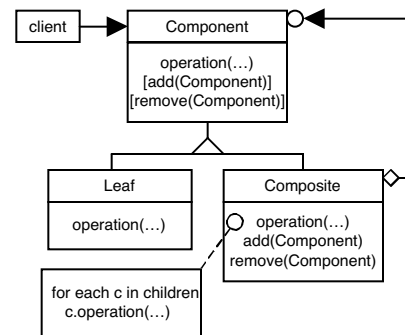 client
Component
operation(…)
[add(Component)]
[remove(Component)]
Leaf
operation(…)
Composite
operation(…)
add(Component)
remove(Component)
for each c in children
c.operation(…)